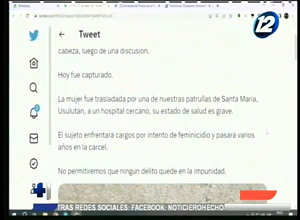 12
Tweet
cabeza, luego de una discusion.
Hoy fue capturado.
La mujer fue trasladada por una de nuestras patrullas de Santa Maria,
Usulután, a un hospital cercano, su estado de salud es grave.
El sujeto enfrentará cargos por intento de feminicidio y pasará varios
años en la carcel.
No permitiremos que ningun delito quede en la impunidad.
TRAS REDES SOCIALES: FACEBOOK: NOTICIEROHECHO